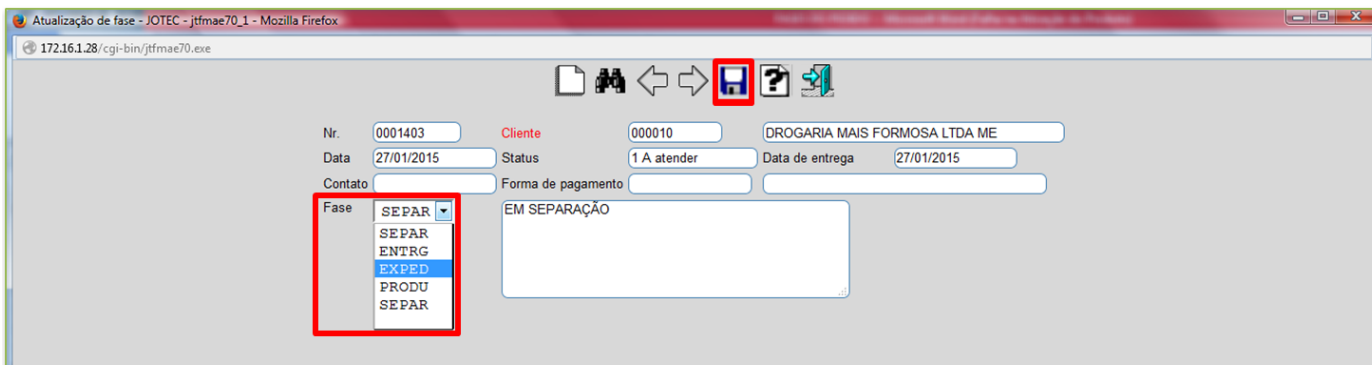 Atualização de fase - JOTEC - jtfmae70_1 - Mozilla Firefox
172.16.1.28/cgi-bin/jtfmae70.exe
Nr. 0001403 Cliente 000010 DROGARIA MAIS FORMOSA LTDA ME
Data 27/01/2015 Status 1 A atender Data de entrega 27/01/2015
Contato Forma de pagamento
Fase SEPAR EM SEPARAÇÃO
SEPAR
ENTRG
EXPED
PRODU
SEPAR